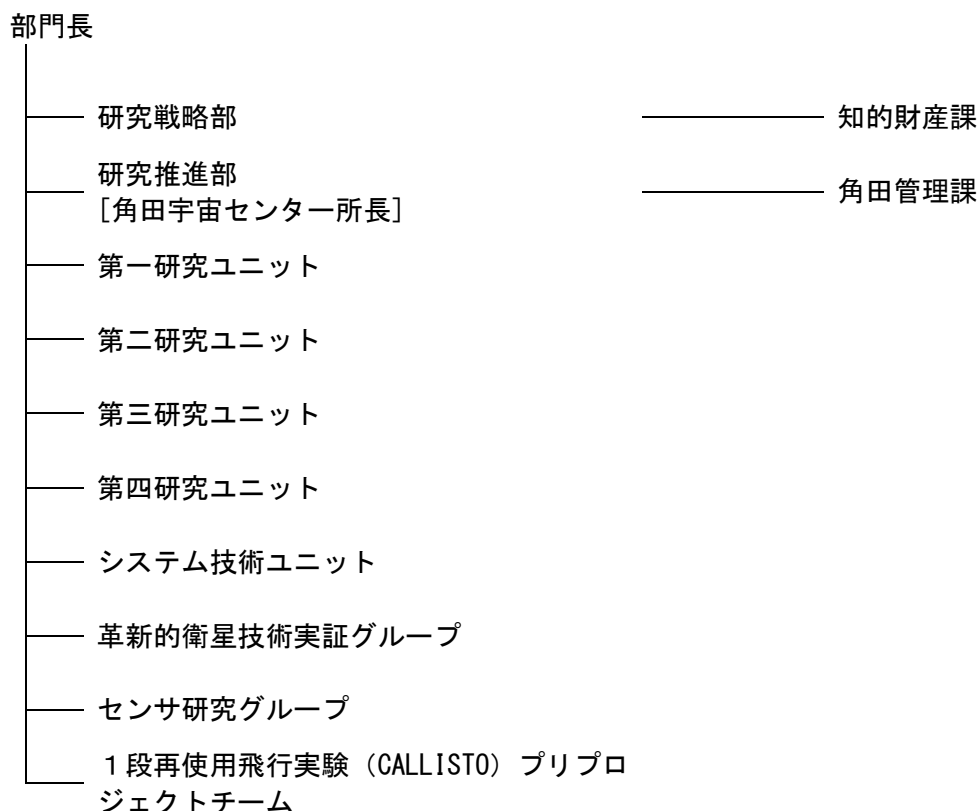 部門長
研究戦略部
知的財産課
研究推進部
[角田宇宙センター所長]
角田管理課
第一研究ユニット
第二研究ユニット
第三研究ユニット
第四研究ユニット
システム技術ユニット
革新的衛星技術実証グループ
センサ研究グループ
１段再使用飛行実験（CALLISTO）プリプロ
ジェクトチーム